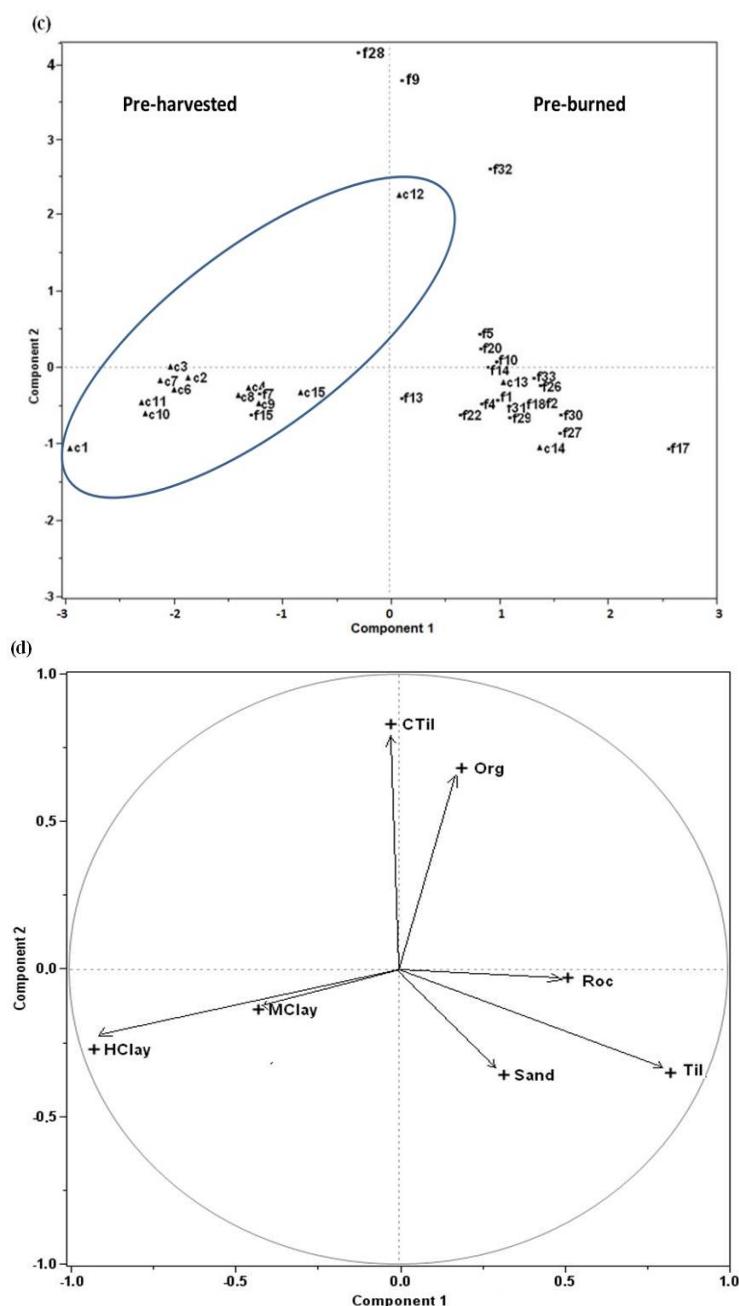 (c)
4
f28
f9
Pre-harvested
Pre-burned
3
f32
c12
2
Component 2
1
f5
f20
f10
0
c3
f14
c7
c2
c13
f33
c6
c4
f7
f26
c8
c15
f13
f1
c11
c9
f4
f18f2
f31
c10
f15
f22
f29
f30
f27
-1
c1
c14
f17
-2
-3
-3
-2
-1
0
1
2
3
Component 1
(d)
1.0
CTil
Org
0.5
Component 2
0.0
Roc
MClay
HClay
Sand
Til
-0.5
-1.0
-1.0
-0.5
0.0
0.5
1.0
Component 1